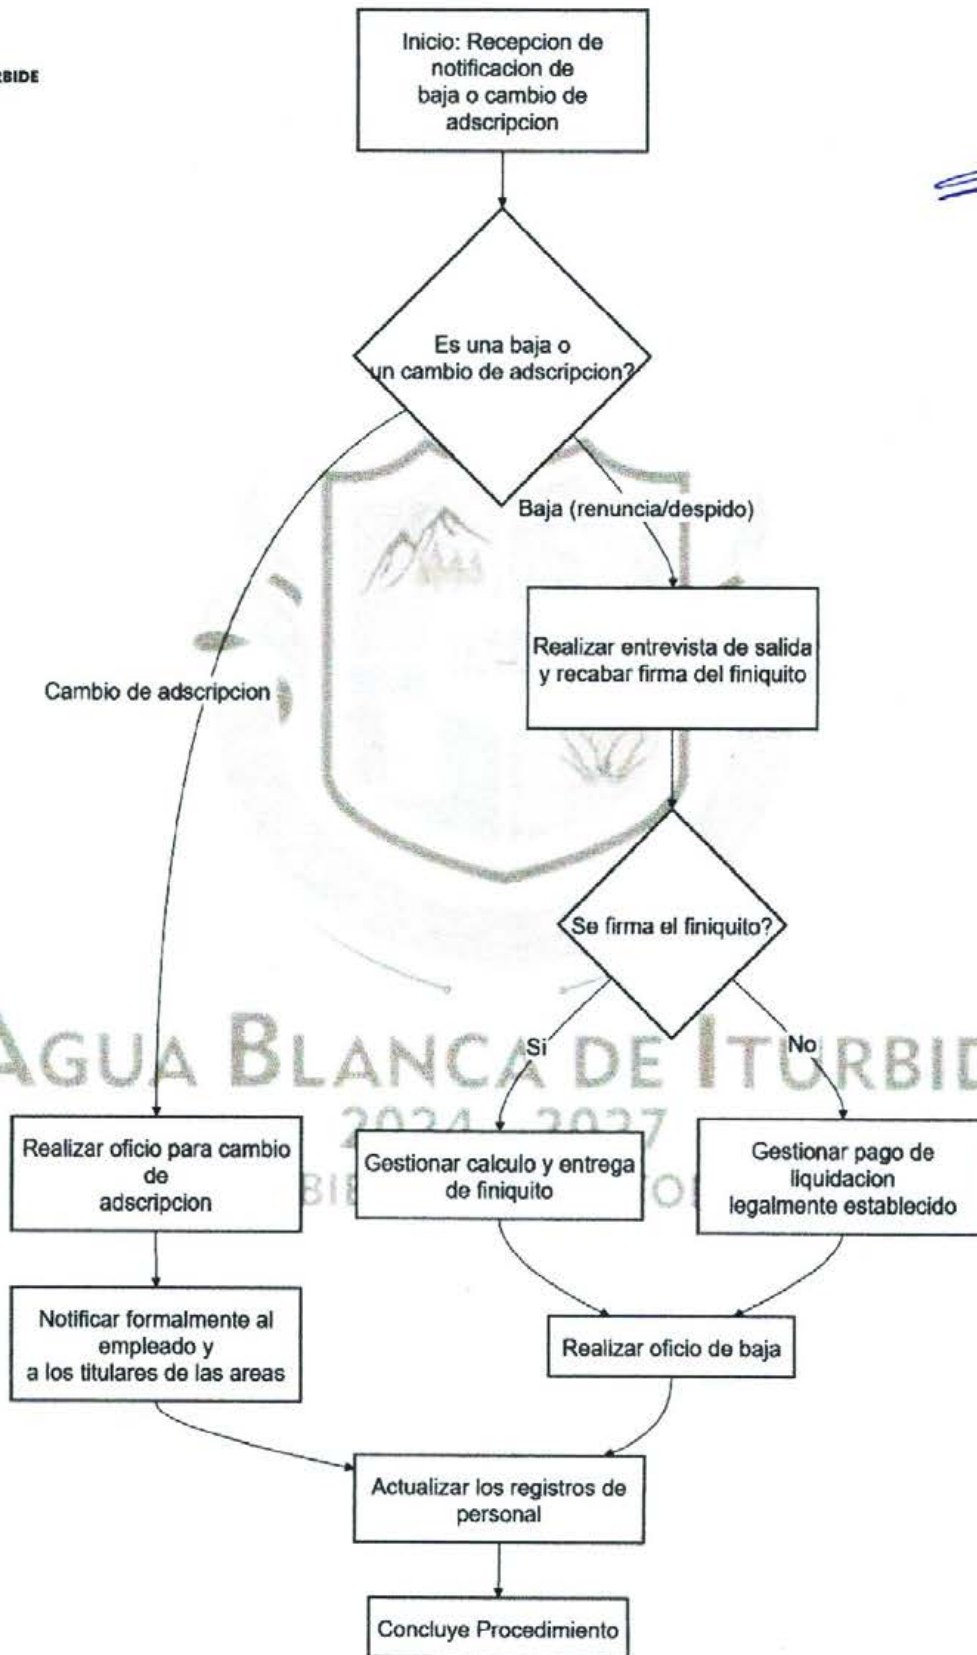 Inicio: Recepcion de
notificacion de
baja o cambio de
adscripcion
Es una baja o
un cambio de adscripcion?
Baja (renuncia/despido)
Realizar entrevista de salida
y recabar firma del finiquito
Cambio de adscripcion
Se firma el finiquito?
Si
No
AGUA BLANCA DE ITURBID
2024 2027
Realizar oficio para cambio
de
adscripcion
Gestionar calculo y entrega
de finiquito
Gestionar pago de
liquidacion
legalmente establecido
Notificar formalmente al
empleado y
a los titulares de las areas
Realizar oficio de baja
Actualizar los registros de
personal
Concluye Procedimiento